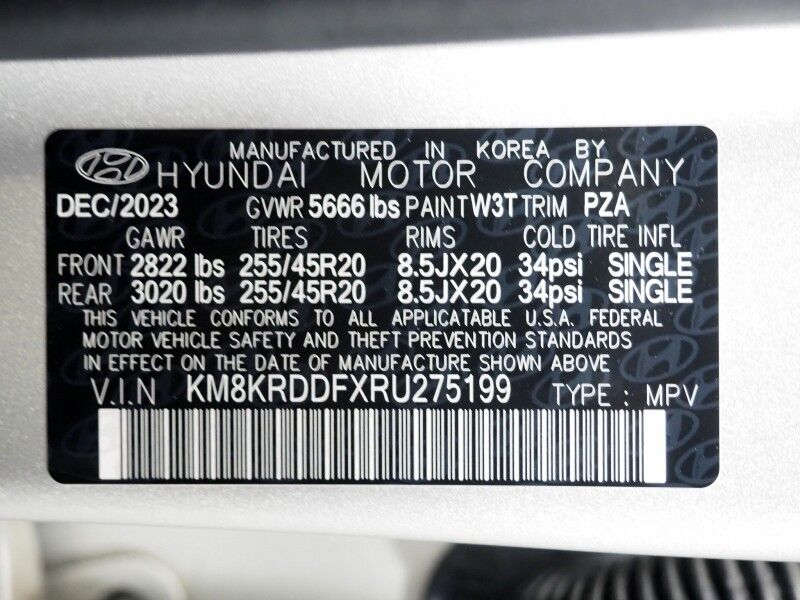 MANUFACTURED IN KOREA BY
HYUNDAI MOTOR COMPANY
DEC/2023 GVWR 5666 lbs PAINT W3T TRIM PZA
GAWR TIRES RIMS COLD TIRE INFL
FRONT 2822 lbs 255/45R20 8.5JX20 34psi SINGLE
REAR 3020 lbs 255/45R20 8.5JX20 34psi SINGLE
THIS VEHICLE CONFORMS TO ALL APPLICATABLE U.S.A. FEDERAL
MOTOR VEHICLE SAFETY AND THEFT PREVENTION STANDARDS
IN EFFECT ON THE DATE OF MANUFACTURE SHOWN ABOVE
V.I.N KM8KRDDFXRU275199 TYPE : MPV